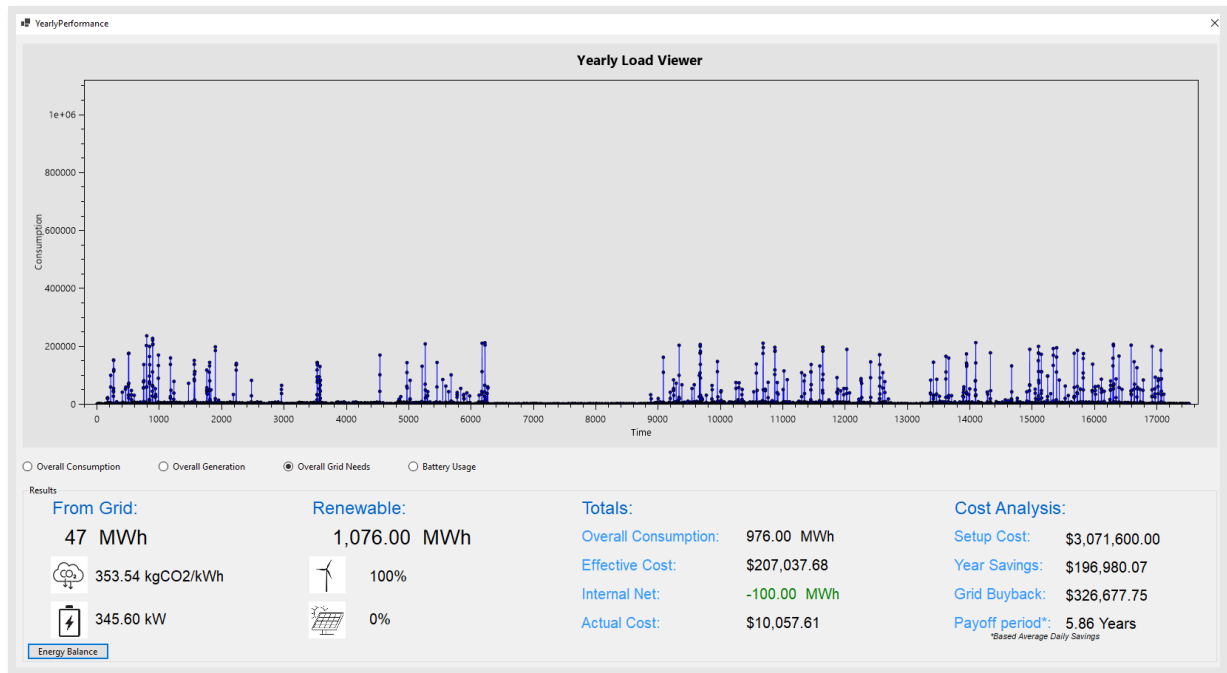 YearlyPerformance
Yearly Load Viewer
1e+06
800000
600000
400000
200000
0
Consumption
0 1000 2000 3000 4000 5000 6000 7000 8000 9000 10000 11000 12000 13000 14000 15000 16000 17000
Time
Overall Consumption Overall Generation Overall Grid Needs Battery Usage
Results
From Grid: Renewable: Totals: Cost Analysis:
47 MWh 1,076.00 MWh Overall Consumption: 976.00 MWh Setup Cost: $3,071,600.00
CO2 353.54 kgCO2/kWh 100% Effective Cost: $207,037.68 Year Savings: $196,980.07
Internal Net: -100.00 MWh Grid Buyback: $326,677.75
345.60 kW 0% Actual Cost: $10,057.61 Payoff period*: 5.86 Years
*Based Average Daily Savings
Energy Balance